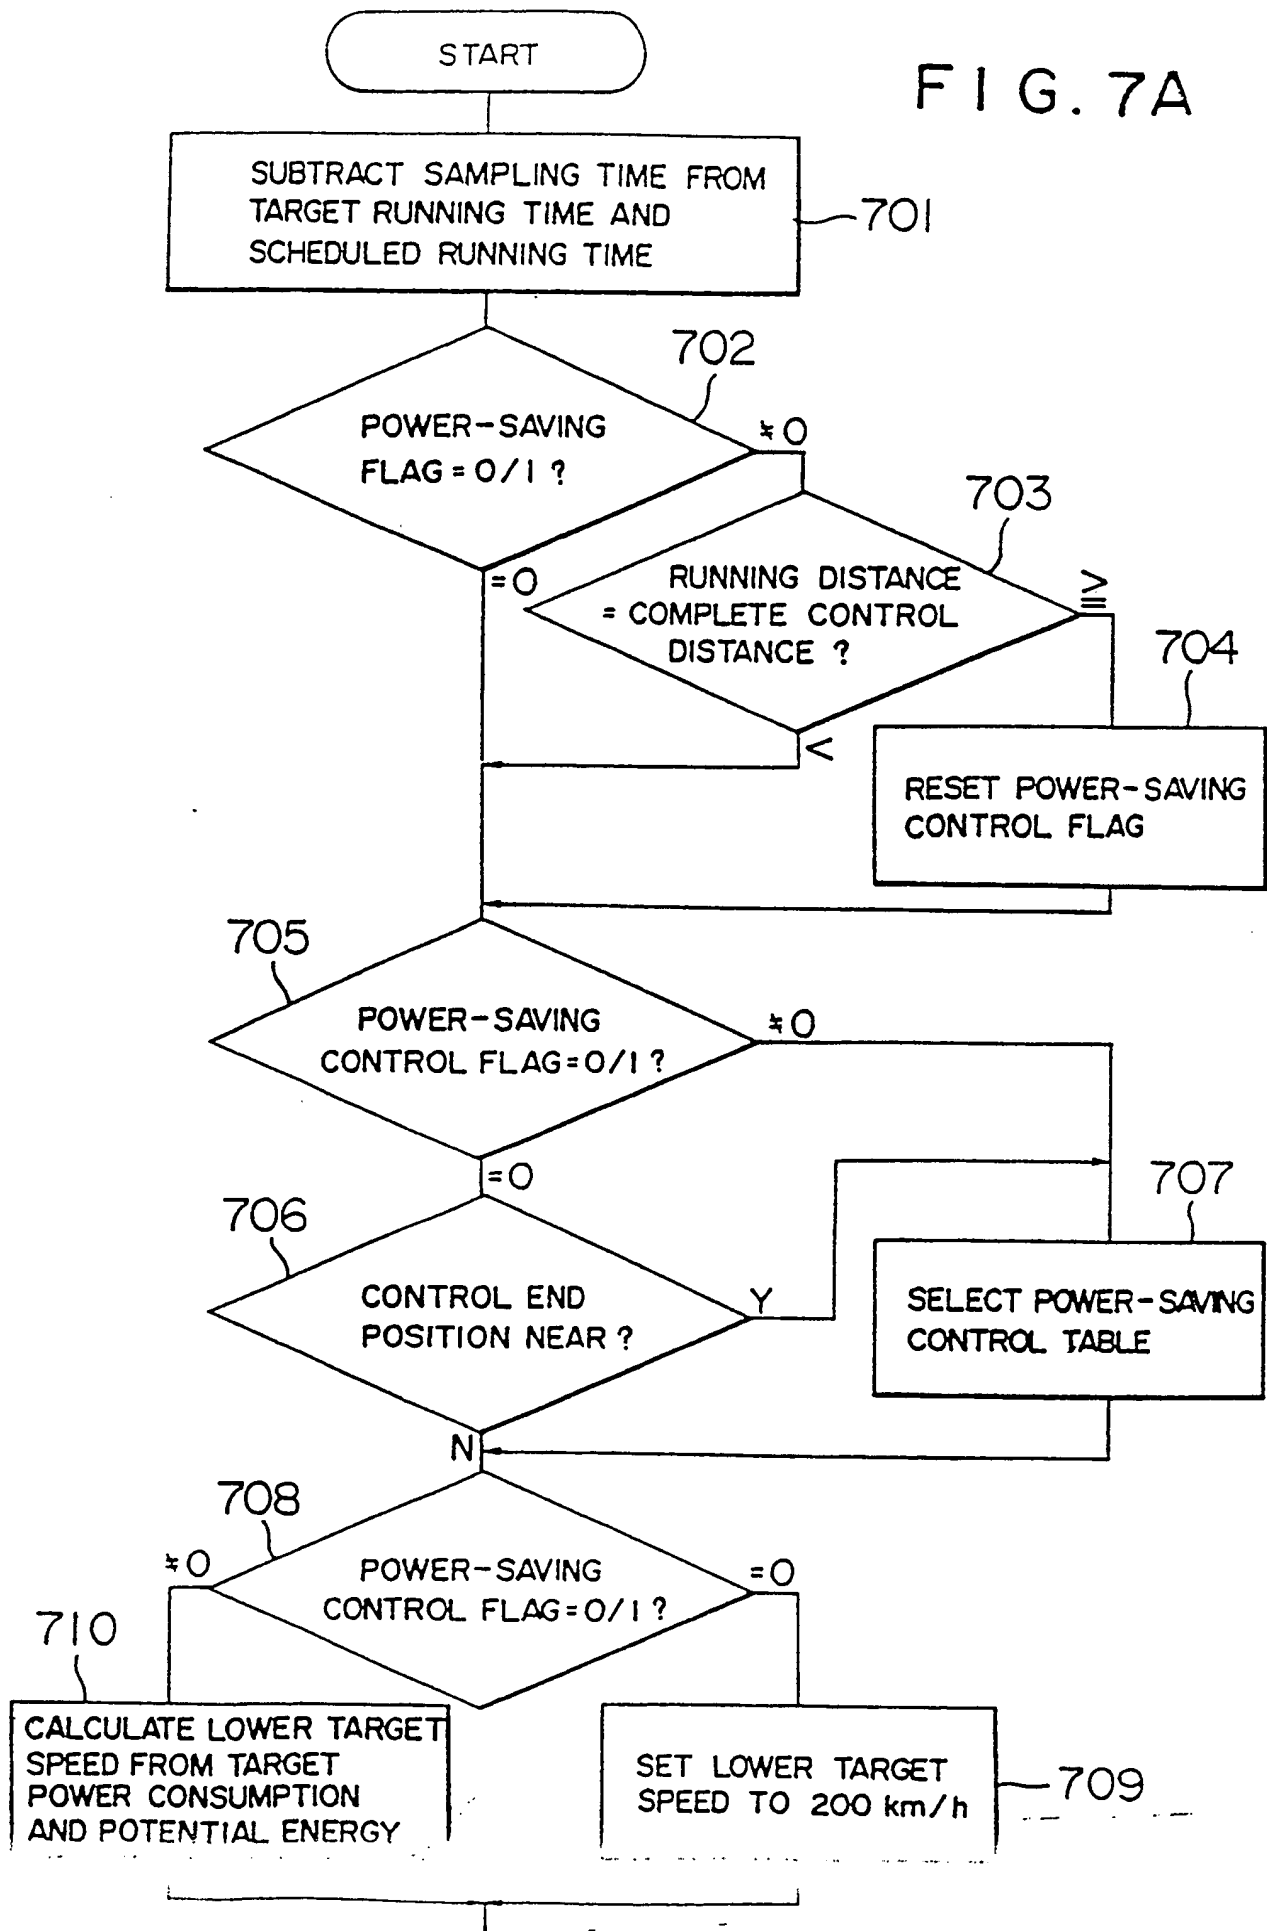 START
FIG. 7A
SUBTRACT SAMPLING TIME FROM
TARGET RUNNING TIME AND
SCHEDULED RUNNING TIME
701
702
POWER-SAVING
FLAG = 0/1 ?
≠0
=0
703
RUNNING DISTANCE
= COMPLETE CONTROL
DISTANCE ?
≧
<
704
RESET POWER-SAVING
CONTROL FLAG
705
POWER-SAVING
CONTROL FLAG=0/1 ?
≠0
=0
706
CONTROL END
POSITION NEAR ?
Y
N
707
SELECT POWER-SAVING
CONTROL TABLE
708
POWER-SAVING
CONTROL FLAG=0/1 ?
≠0
=0
710
CALCULATE LOWER TARGET
SPEED FROM TARGET
POWER CONSUMPTION
AND POTENTIAL ENERGY
SET LOWER TARGET
SPEED TO 200 km/h
709